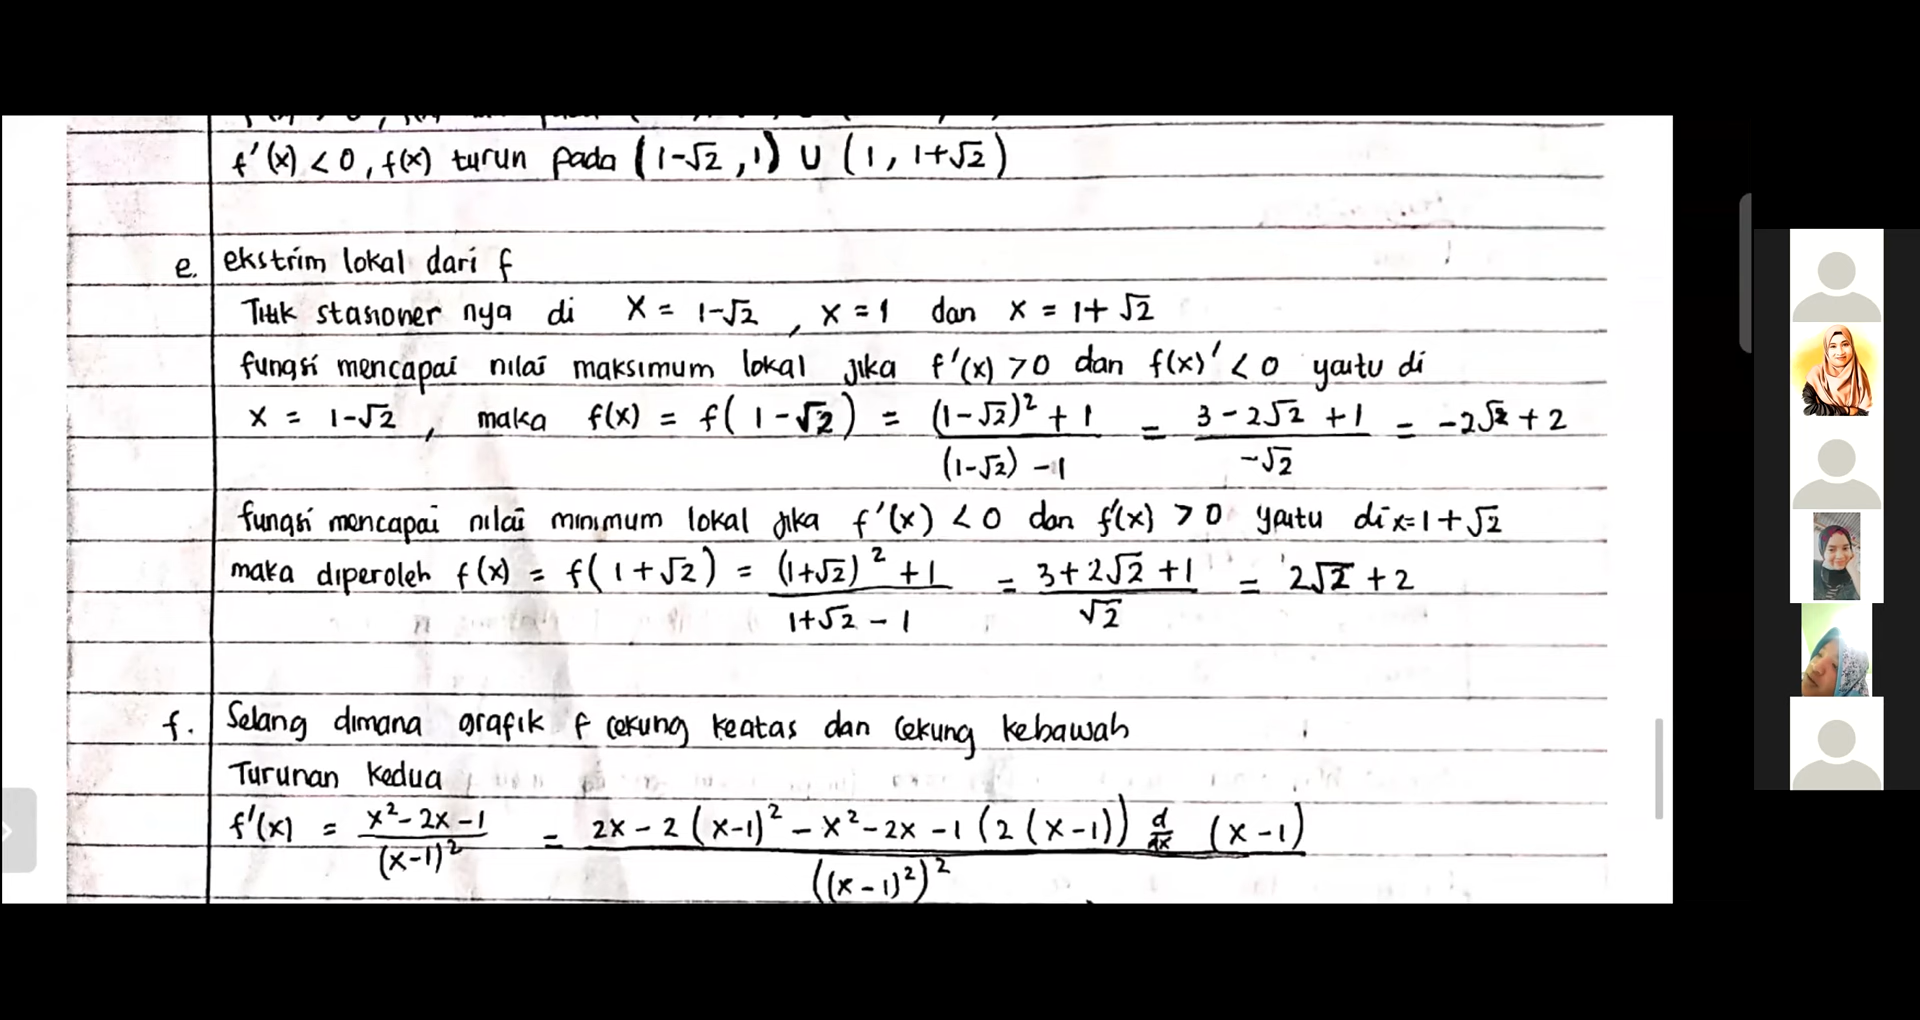 f'(x) < 0, f(x) turun pada (1-√2, 1) ∪ (1, 1+√2)
e. ekstrim lokal dari f
Titik stasioner nya di x = 1-√2, x = 1 dan x = 1+√2
fungsi mencapai nilai maksimum lokal jika f'(x) > 0 dan f(x)' < 0 yaitu di
x = 1-√2, maka f(x) = f(1-√2) = ((1-√2)² + 1)/((1-√2) - 1) = (3 - 2√2 + 1)/(-√2) = -2√2 + 2
fungsi mencapai nilai minimum lokal jika f'(x) < 0 dan f'(x) > 0 yaitu di x = 1+√2
maka diperoleh f(x) = f(1+√2) = ((1+√2)² + 1)/(1+√2 - 1) = (3 + 2√2 + 1)/(√2) = 2√2 + 2
f. Selang dimana grafik f cekung keatas dan cekung kebawah
Turunan kedua
f'(x) = (x² - 2x - 1)/((x-1)²) = (2x - 2 (x-1)² - x² - 2x - 1 (2 (x-1)) d/dx (x-1))/(((x-1)²)²)